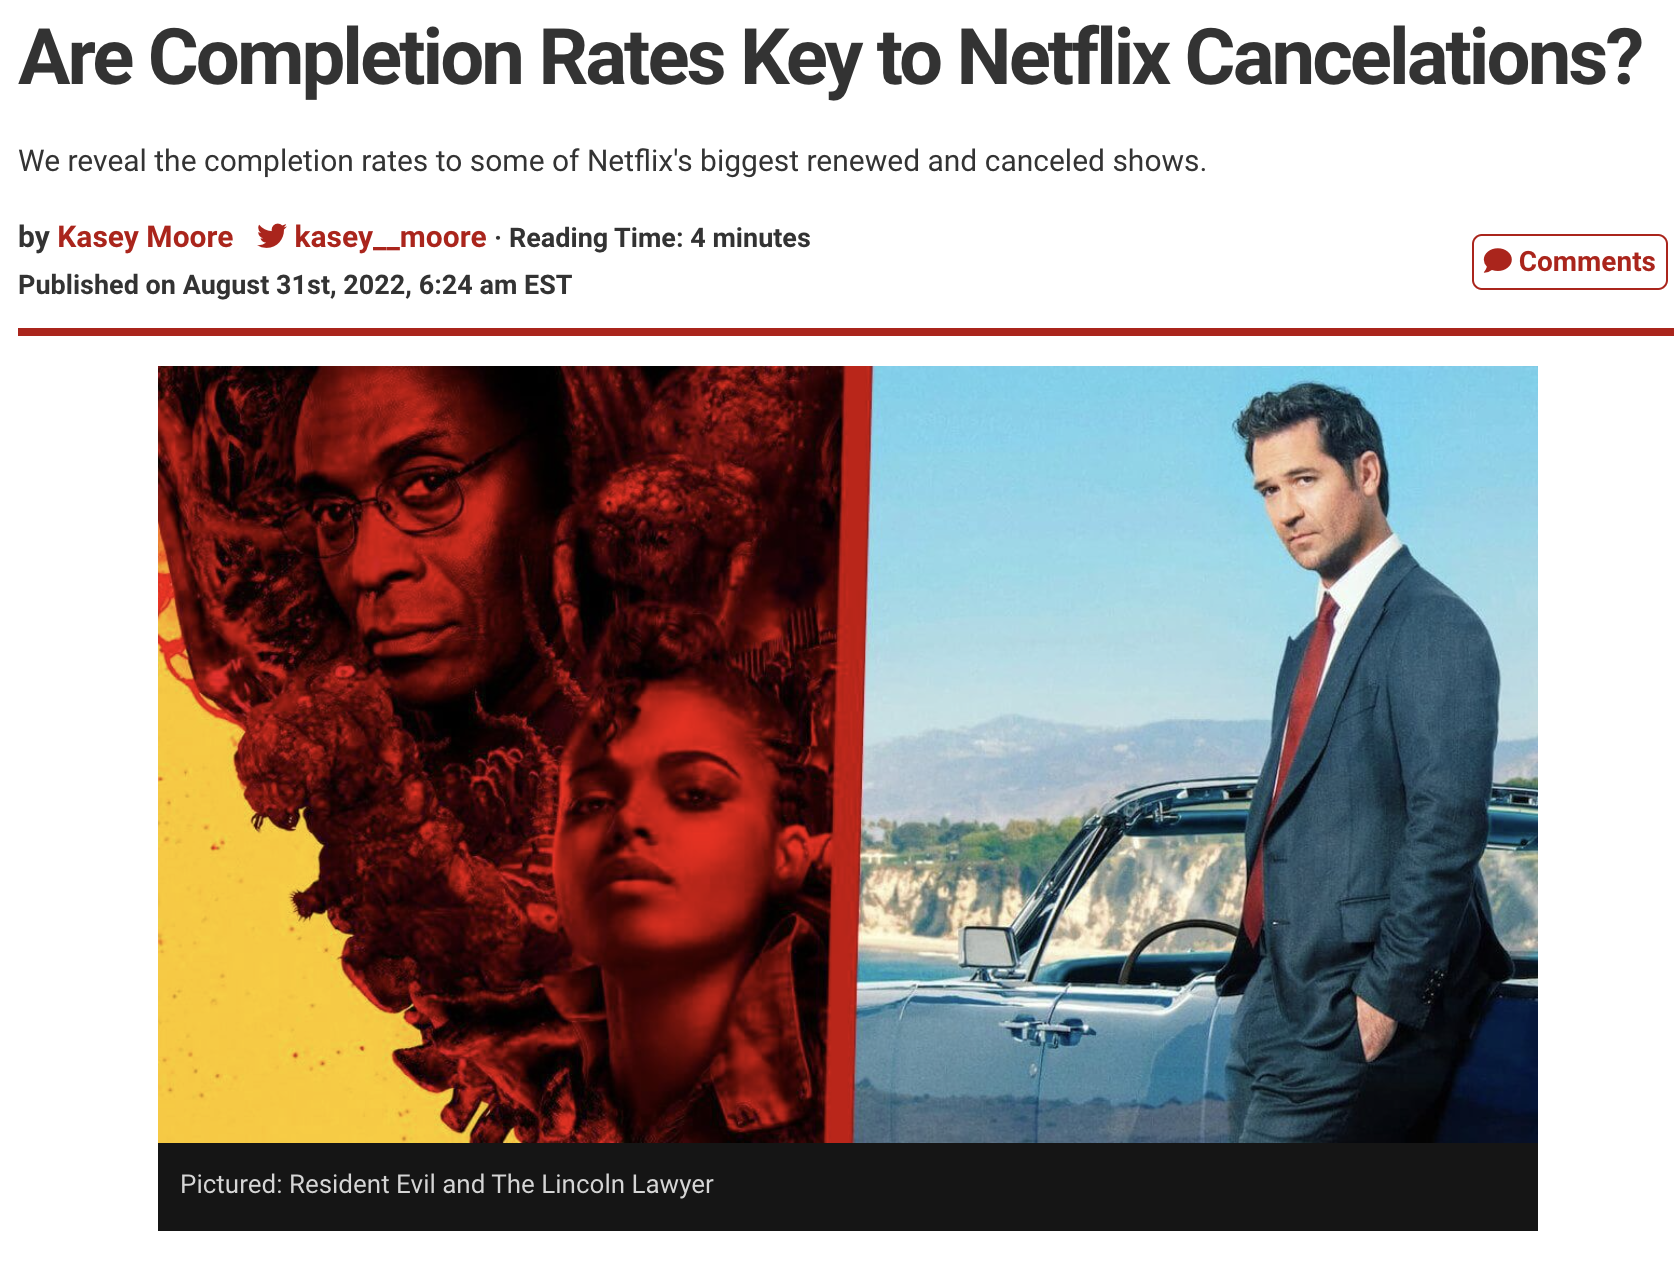 Are Completion Rates Key to Netflix Cancelations?
We reveal the completion rates to some of Netflix's biggest renewed and canceled shows.
by Kasey Moore kasey__moore · Reading Time: 4 minutes
Published on August 31st, 2022, 6:24 am EST
Comments
Pictured: Resident Evil and The Lincoln Lawyer